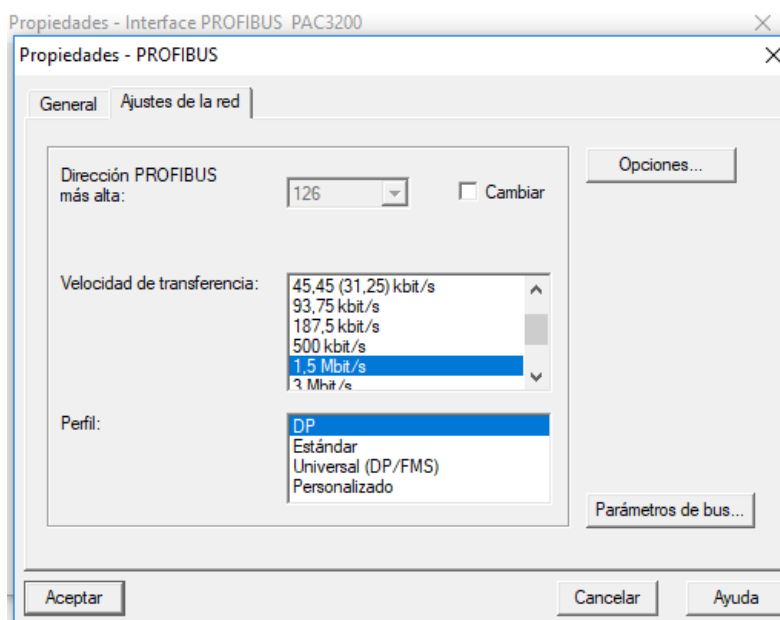 Propiedades - Interface PROFIBUS PAC3200
Propiedades - PROFIBUS
General
Ajustes de la red
Dirección PROFIBUS
más alta:
126
Cambiar
Opciones...
Velocidad de transferencia:
45,45 (31,25) kbit/s
93,75 kbit/s
187,5 kbit/s
500 kbit/s
1,5 Mbit/s
3 Mbit/s
Perfil:
DP
Estándar
Universal (DP/FMS)
Personalizado
Parámetros de bus...
Aceptar
Cancelar
Ayuda